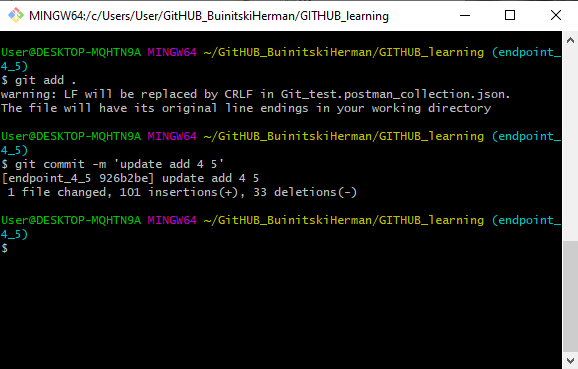 MINGW64:/c/Users/User/GitHUB_BuinitskiHerman/GITHUB_learning
User@DESKTOP-MQHTN9A MINGW64 ~/GitHUB_BuinitskiHerman/GITHUB_learning (endpoint_
4_5)
$ git add .
warning: LF will be replaced by CRLF in Git_test.postman_collection.json.
The file will have its original line endings in your working directory
User@DESKTOP-MQHTN9A MINGW64 ~/GitHUB_BuinitskiHerman/GITHUB_learning (endpoint_
4_5)
$ git commit -m 'update add 4 5'
[endpoint_4_5 926b2be] update add 4 5
 1 file changed, 101 insertions(+), 33 deletions(-)
User@DESKTOP-MQHTN9A MINGW64 ~/GitHUB_BuinitskiHerman/GITHUB_learning (endpoint_
4_5)
$